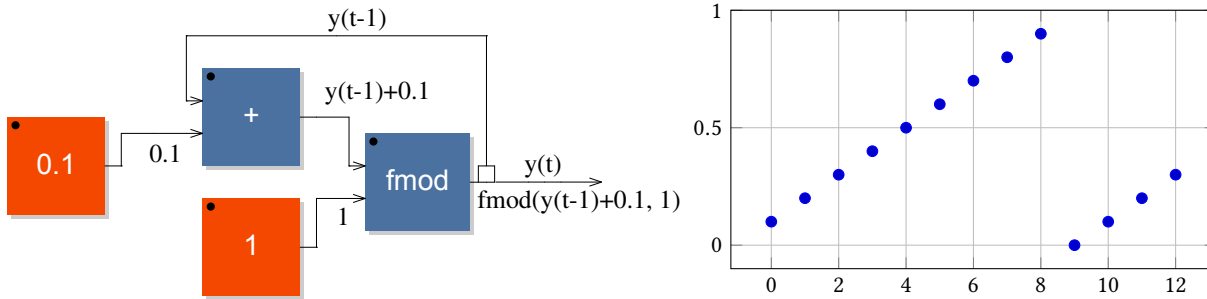 y(t-1)
+
y(t-1)+0.1
0.1
0.1
fmod
y(t)
fmod(y(t-1)+0.1, 1)
1
1
1
0.5
0
0 2 4 6 8 10 12